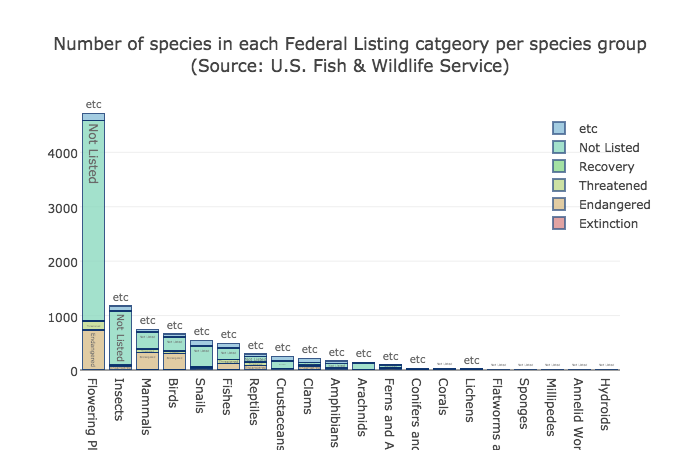 Number of species in each Federal Listing catgeory per species group
(Source: U.S. Fish & Wildlife Service)
etc
Not Listed
Recovery
Threatened
Endangered
Extinction
4000
3000
2000
1000
0
etc
Not Listed
Endangered
etc
Not Listed
etc
etc
etc
etc
etc
etc
etc
etc
etc
etc
etc
etc
Flowering Pl
Insects
Mammals
Birds
Snails
Fishes
Reptiles
Crustaceans
Clams
Amphibians
Arachnids
Ferns and A
Conifers and
Corals
Lichens
Flatworms a
Sponges
Millipedes
Annelid Wor
Hydroids